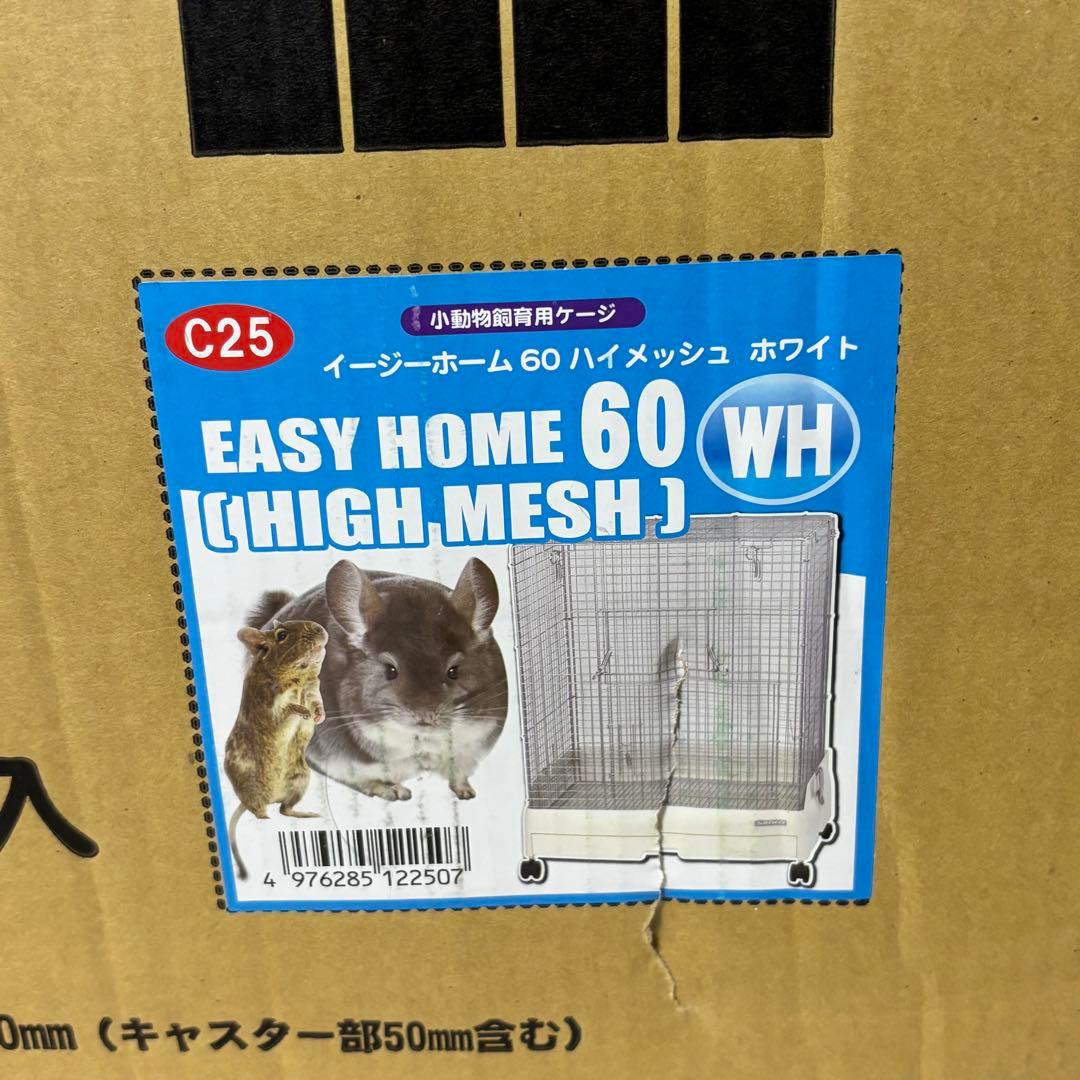 C25
小動物飼育用ケージ
イージーホーム 60 ハイメッシュ ホワイト
EASY HOME 60
WH
(HIGH MESH)
4 976285 122507
入
0mm（キャスター部50mm含む）